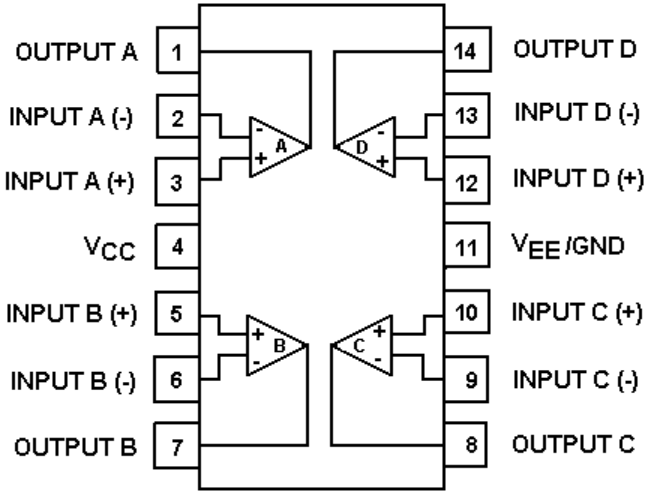 OUTPUT A 1 14 OUTPUT D
INPUT A (-) 2 13 INPUT D (-)
- A + - D +
INPUT A (+) 3 12 INPUT D (+)
VCC 4 11 VEE/GND
INPUT B (+) 5 10 INPUT C (+)
+ B - + C -
INPUT B (-) 6 9 INPUT C (-)
OUTPUT B 7 8 OUTPUT C